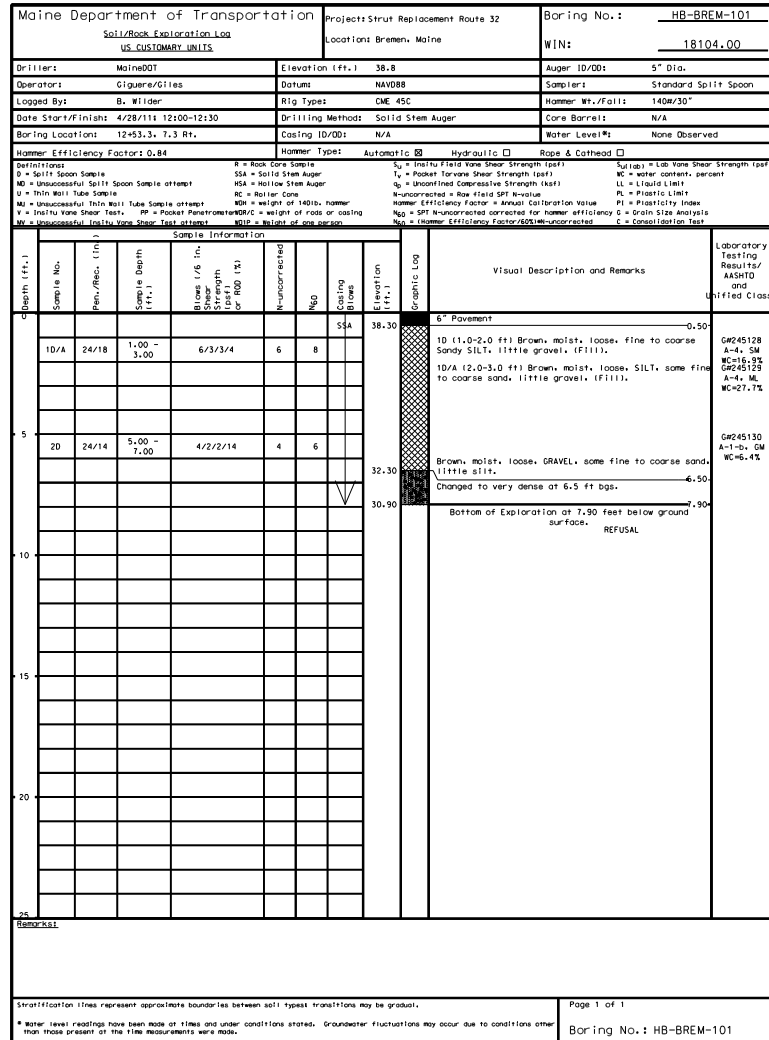 Maine Department of Transportation
Soil/Rock Exploration Log
US CUSTOMARY UNITS
Project: Strut Replacement Route 32
Location: Bremen, Maine
Boring No.: HB-BREM-101
WIN: 18104.00
Driller: MaineDOT Elevation (ft.) 38.8 Auger ID/OD: 5" Dia.
Operator: Giguere/Giles Datum: NAVD88 Sampler: Standard Split Spoon
Logged By: B. Wilder Rig Type: CME 45C Hammer Wt./Fall: 140#/30"
Date Start/Finish: 4/28/11; 12:00-12:30 Drilling Method: Solid Stem Auger Core Barrel: N/A
Boring Location: 12+53.3, 7.3 Rt. Casing ID/OD: N/A Water Level*: None Observed
Hammer Efficiency Factor: 0.84 Hammer Type: Automatic ☒ Hydraulic ☐ Rope & Cathead ☐
Definitions: R = Rock Core Sample Su = Insitu Field Vane Shear Strength (psf) Su(lab) = Lab Vane Shear Strength (psf)
D = Split Spoon Sample SSA = Solid Stem Auger Tv = Pocket Torvane Shear Strength (psf) WC = water content, percent
MD = Unsuccessful Split Spoon Sample attempt HSA = Hollow Stem Auger qp = Unconfined Compressive Strength (ksf) LL = Liquid Limit
U = Thin Wall Tube Sample RC = Roller Cone N-uncorrected = Raw field SPT N-value PL = Plastic Limit
MU = Unsuccessful Thin Wall Tube Sample attempt WOH = weight of 140lb. hammer Hammer Efficiency Factor = Annual Calibration Value PI = Plasticity Index
V = Insitu Vane Shear Test, PP = Pocket Penetrometer WOR/C = weight of rods or casing N60 = SPT N-uncorrected corrected for hammer efficiency G = Grain Size Analysis
MV = Unsuccessful Insitu Vane Shear Test attempt WO1P = Weight of one person N60 = (Hammer Efficiency Factor/60%)*N-uncorrected C = Consolidation Test
Sample Information
Depth (ft.)
Sample No.
Pen./Rec. (in.)
Sample Depth (ft.)
Blows (/6 in.) Shear Strength (psf) or RQD (%)
N-uncorrected
N60
Casing Blows
Elevation (ft.)
Graphic Log
Visual Description and Remarks
Laboratory
Testing
Results/
AASHTO
and
Unified Class
0
SSA
38.30
6" Pavement
0.50
1D/A 24/18 1.00 - 3.00 6/3/3/4 6 8
1D (1.0-2.0 ft) Brown, moist, loose, fine to coarse
Sandy SILT, little gravel, (Fill).
G#245128
A-4, SM
WC=16.9%
1D/A (2.0-3.0 ft) Brown, moist, loose, SILT, some fine
to coarse sand, little gravel, (Fill).
G#245129
A-4, ML
WC=27.7%
5
2D 24/14 5.00 - 7.00 4/2/2/14 4 6
G#245130
A-1-b, GM
WC=6.4%
32.30
Brown, moist, loose, GRAVEL, some fine to coarse sand,
little silt.
6.50
Changed to very dense at 6.5 ft bgs.
30.90
7.90
Bottom of Exploration at 7.90 feet below ground
surface.
REFUSAL
10
15
20
25
Remarks:
Stratification lines represent approximate boundaries between soil types; transitions may be gradual.
* Water level readings have been made at times and under conditions stated. Groundwater fluctuations may occur due to conditions other
than those present at the time measurements were made.
Page 1 of 1
Boring No.: HB-BREM-101